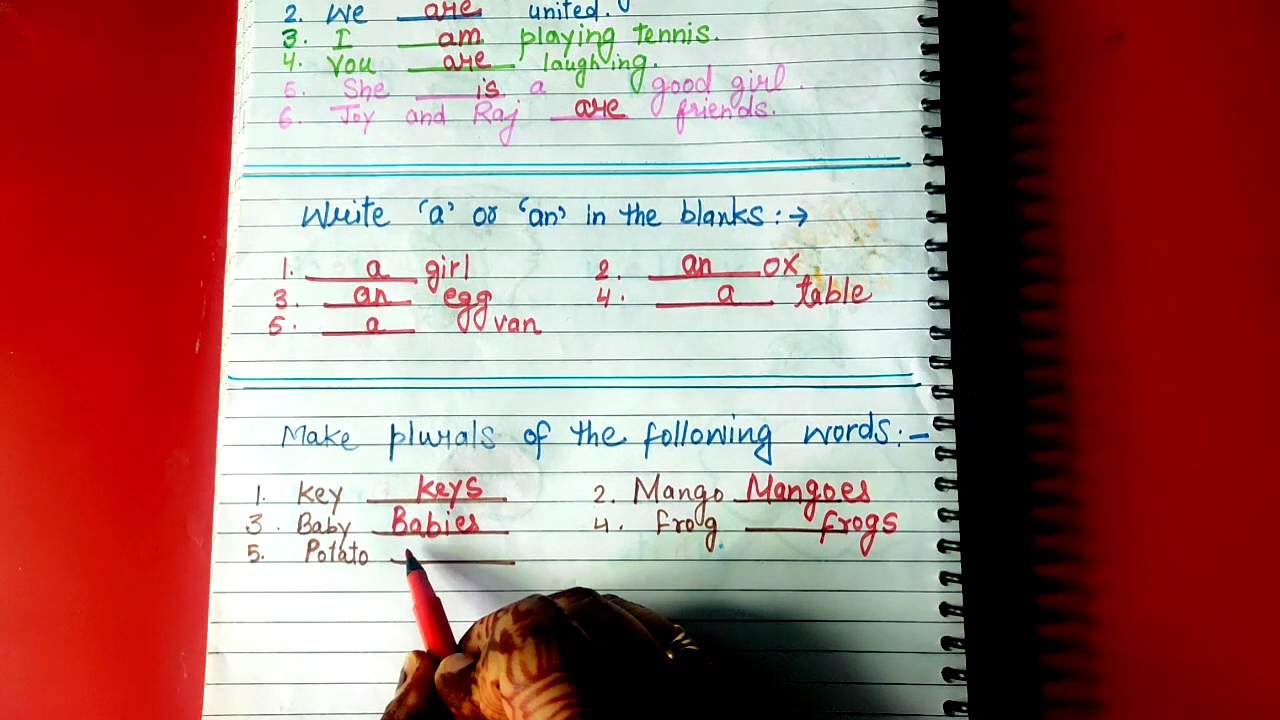 2. We are united.
3. I am playing tennis.
4. You are laughing.
5. She is a good girl.
6. Joy and Raj are friends.
Write 'a' or 'an' in the blanks :→
1. a girl 2. an ox
3. an egg 4. a table
5. a van
Make plurals of the following words :-
1. Key Keys 2. Mango Mangoes
3. Baby Babies 4. Frog frogs
5. Potato